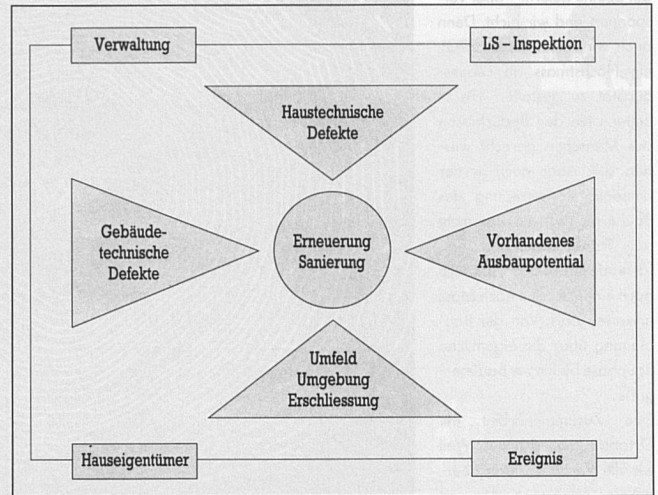 Verwaltung
LS – Inspektion
Haustechnische
Defekte
Gebäude-
technische
Defekte
Erneuerung
Sanierung
Vorhandenes
Ausbaupotential
Umfeld
Umgebung
Erschliessung
Hauseigentümer
Ereignis